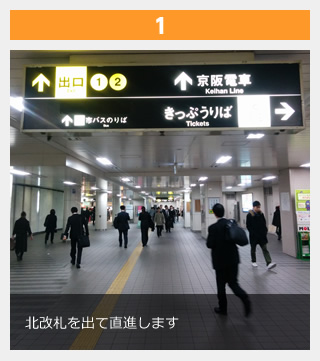 1
出口 1 2
京阪電車
Keihan Line
市バスのりば
Bus
きっぷうりば
Tickets
北改札を出て直進します